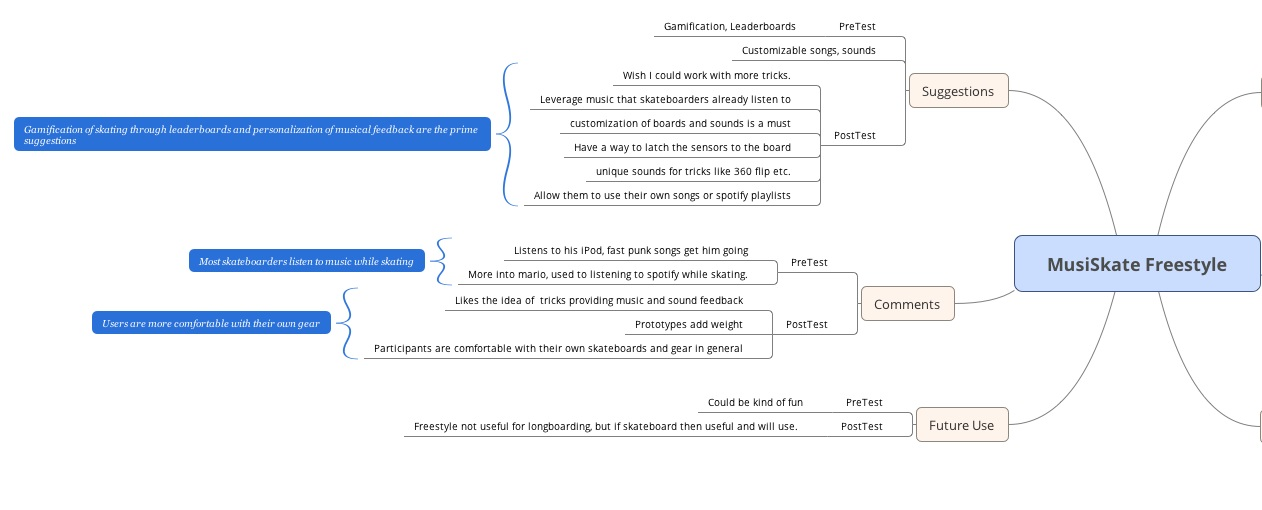 Gamification, Leaderboards
PreTest
Customizable songs, sounds
Wish I could work with more tricks.
Leverage music that skateboarders already listen to
customization of boards and sounds is a must
Have a way to latch the sensors to the board
unique sounds for tricks like 360 flip etc.
Allow them to use their own songs or spotify playlists
PostTest
Suggestions
Gamification of skating through leaderboards and personalization of musical feedback are the prime
suggestions
Listens to his iPod, fast punk songs get him going
More into mario, used to listening to spotify while skating.
PreTest
Most skateboarders listen to music while skating
Likes the idea of  tricks providing music and sound feedback
Prototypes add weight
Participants are comfortable with their own skateboards and gear in general
PostTest
Users are more comfortable with their own gear
Comments
MusiSkate Freestyle
Could be kind of fun
PreTest
Freestyle not useful for longboarding, but if skateboard then useful and will use.
PostTest
Future Use